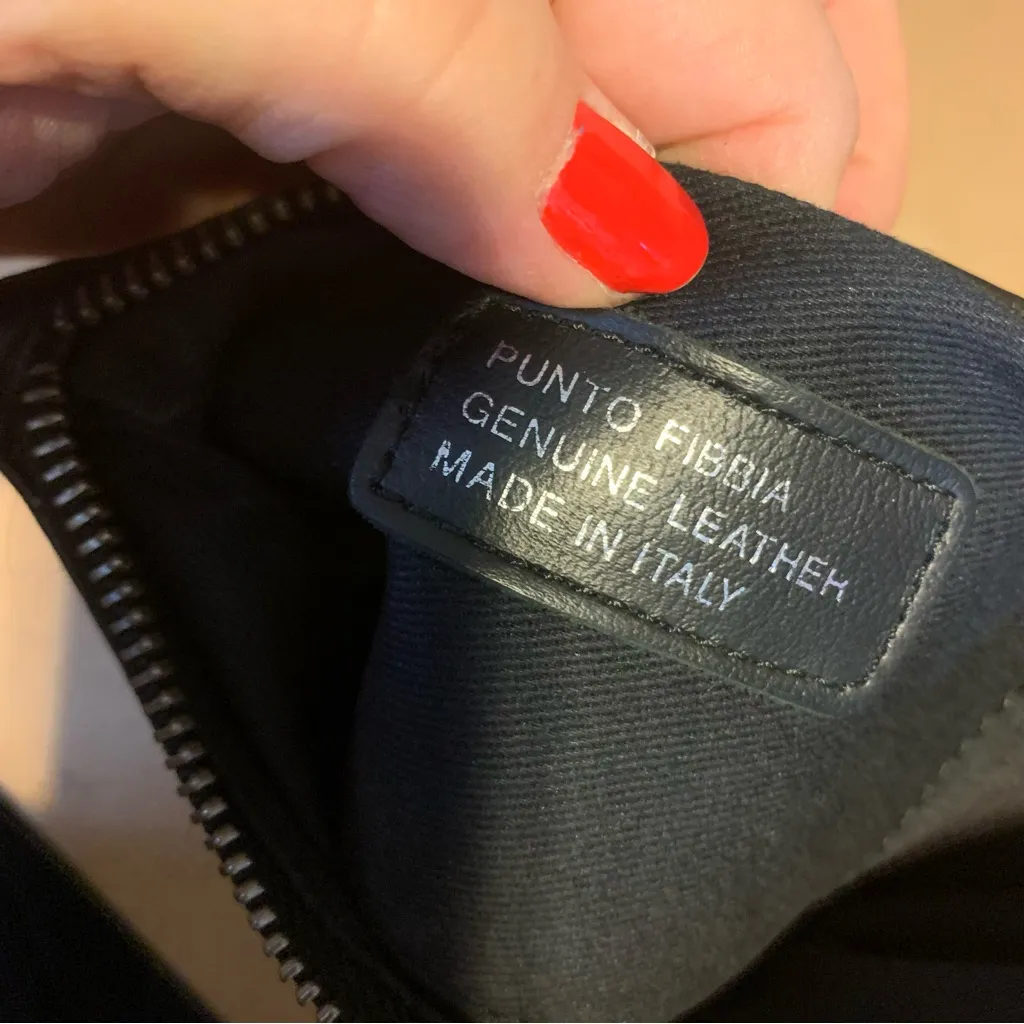 PUNTO FIBBIA
GENUINE LEATHER
MADE IN ITALY